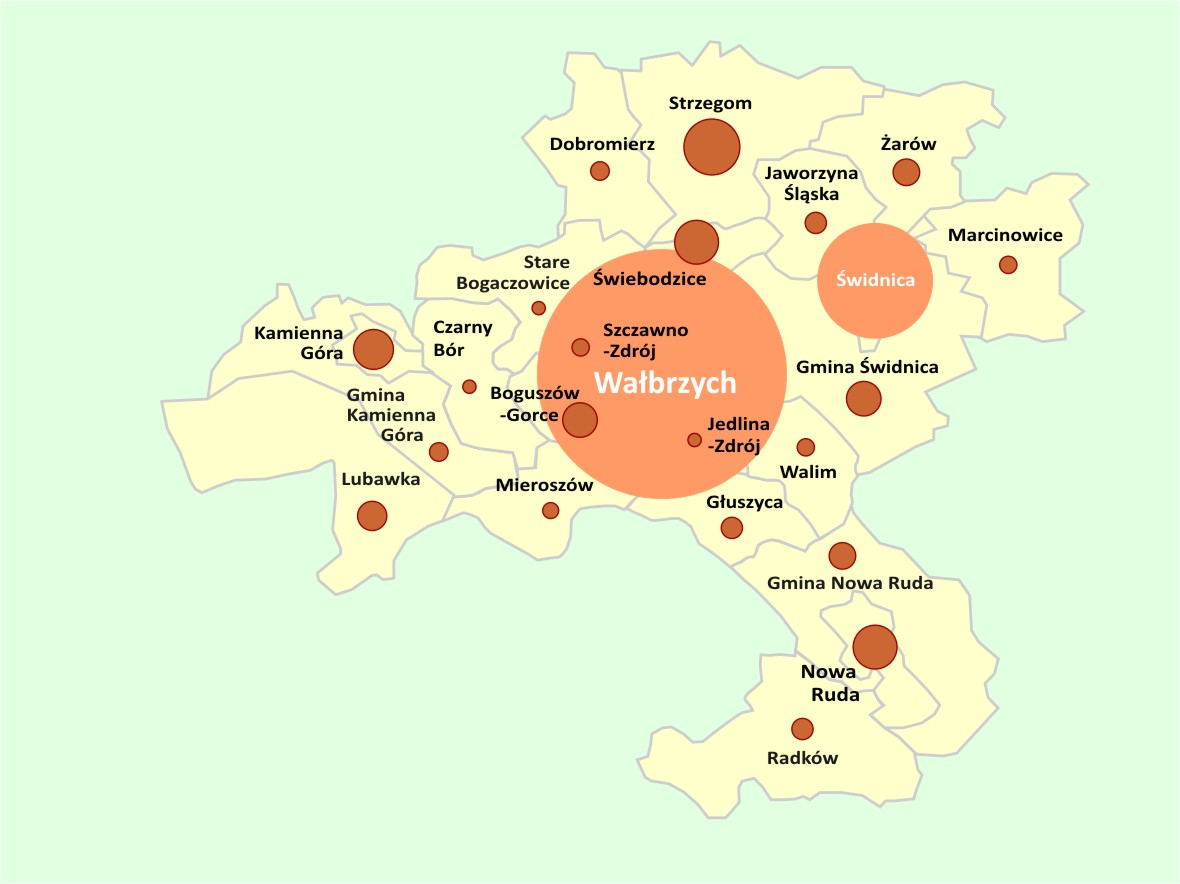 Strzegom
Dobromierz
Żarów
Jaworzyna
Śląska
Marcinowice
Stare
Bogaczowice
Świebodzice
Świdnica
Kamienna
Góra
Czarny
Bór
Szczawno
-Zdrój
Wałbrzych
Gmina Świdnica
Gmina
Kamienna
Góra
Boguszów
-Gorce
Jedlina
-Zdrój
Walim
Lubawka
Mieroszów
Głuszyca
Gmina Nowa Ruda
Nowa
Ruda
Radków